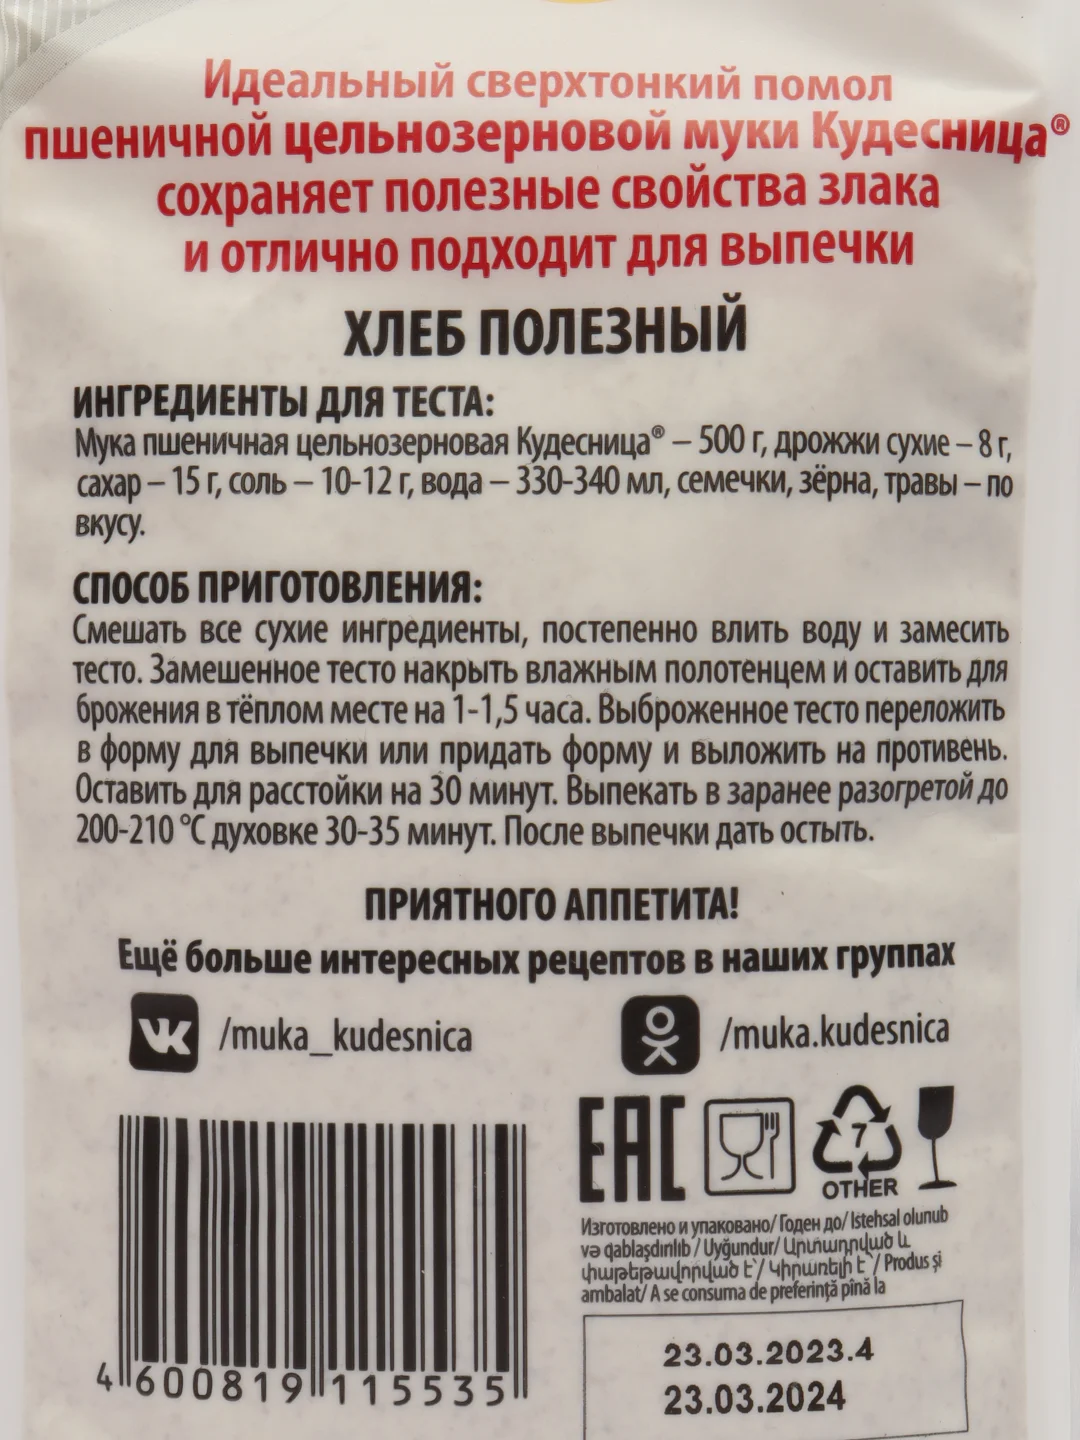 Идеальный сверхтонкий помол
пшеничной цельнозерновой муки Кудесница®
сохраняет полезные свойства злака
и отлично подходит для выпечки
ХЛЕБ ПОЛЕЗНЫЙ
ИНГРЕДИЕНТЫ ДЛЯ ТЕСТА:
Мука пшеничная цельнозерновая Кудесница® – 500 г, дрожжи сухие – 8 г,
сахар – 15 г, соль – 10-12 г, вода – 330-340 мл, семечки, зёрна, травы – по
вкусу.
СПОСОБ ПРИГОТОВЛЕНИЯ:
Смешать все сухие ингредиенты, постепенно влить воду и замесить
тесто. Замешенное тесто накрыть влажным полотенцем и оставить для
брожения в тёплом месте на 1-1,5 часа. Выброженное тесто переложить
в форму для выпечки или придать форму и выложить на противень.
Оставить для расстойки на 30 минут. Выпекать в заранее разогретой до
200-210 °С духовке 30-35 минут. После выпечки дать остыть.
ПРИЯТНОГО АППЕТИТА!
Ещё больше интересных рецептов в наших группах
/muka_kudesnica
/muka.kudesnica
EAC
7
OTHER
Изготовлено и упаковано/ Годен до/ İstehsal olunub
və qablaşdırılıb / Uyğundur/ Արտադրված և
փաթեթավորված է՝/ Կիրառելի է՝/ Produs și
ambalat/ A se consuma de preferință pînă la
23.03.2023.4
23.03.2024
4 600819 115535